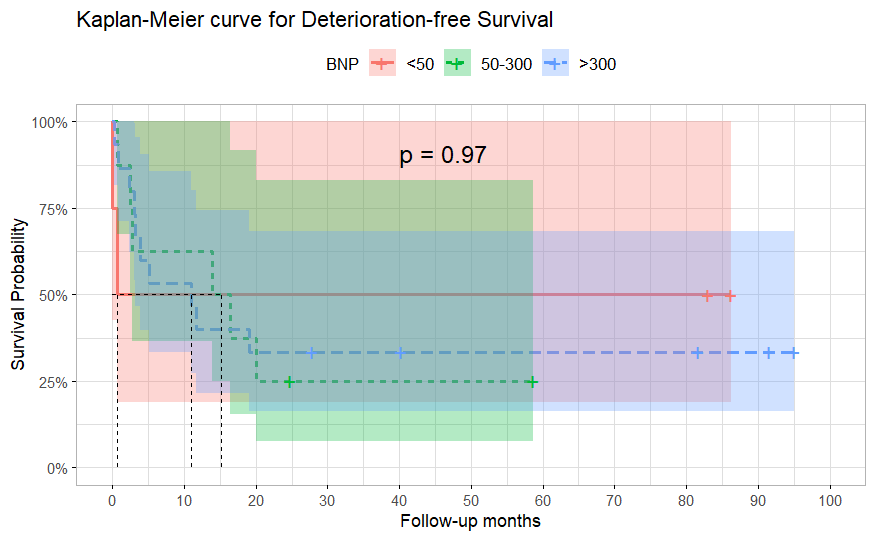 Kaplan-Meier curve for Deterioration-free Survival
BNP <50 50-300 >300
p = 0.97
Survival Probability
100%
75%
50%
25%
0%
0 10 20 30 40 50 60 70 80 90 100
Follow-up months